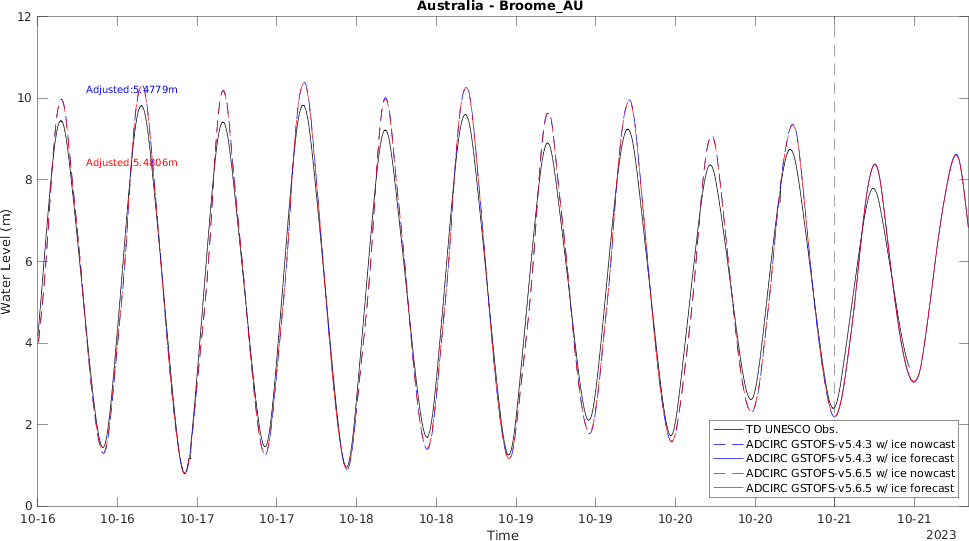 Australia - Broome_AU
12
10
8
6
4
2
0
Water Level (m)
Adjusted:5.4779m
Adjusted:5.4806m
TD UNESCO Obs.
ADCIRC GSTOFS-v5.4.3 w/ ice nowcast
ADCIRC GSTOFS-v5.4.3 w/ ice forecast
ADCIRC GSTOFS-v5.6.5 w/ ice nowcast
ADCIRC GSTOFS-v5.6.5 w/ ice forecast
10-16 10-16 10-17 10-17 10-18 10-18 10-19 10-19 10-20 10-20 10-21 10-21
Time
2023